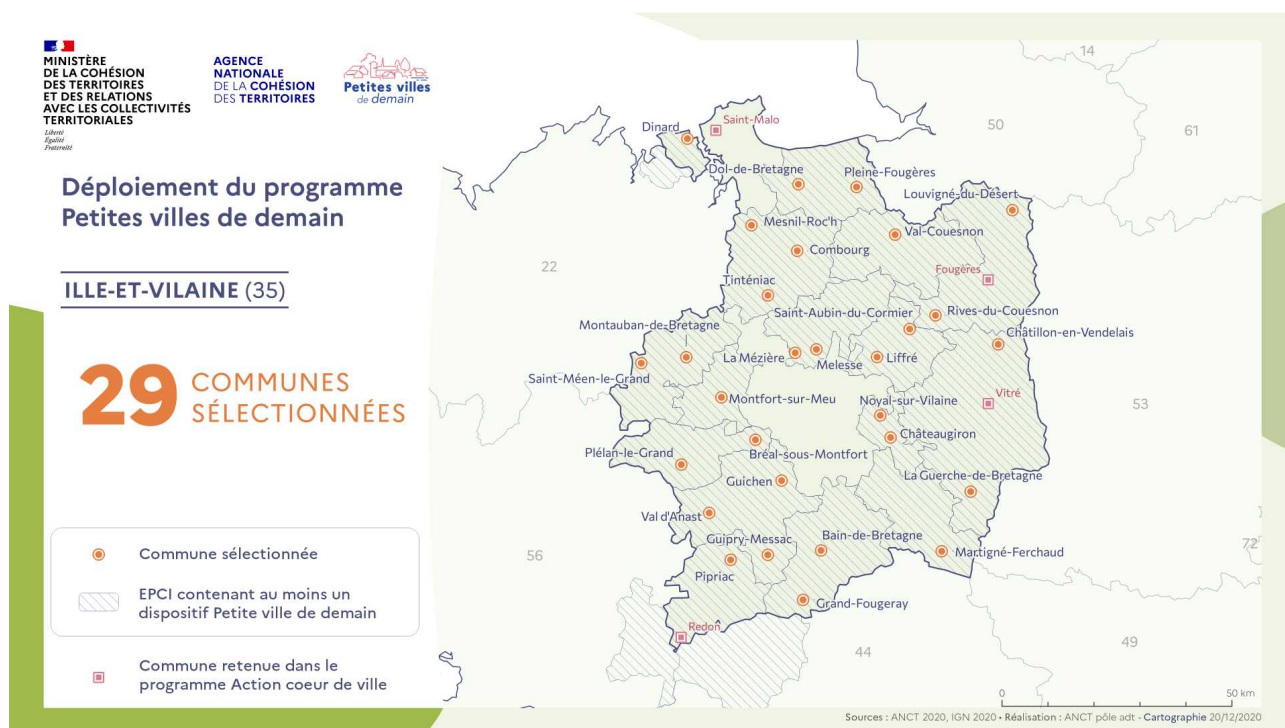 MINISTÈRE
DE LA COHÉSION
DES TERRITOIRES
ET DES RELATIONS
AVEC LES COLLECTIVITÉS
TERRITORIALES
Liberté
Égalité
Fraternité
AGENCE
NATIONALE
DE LA COHÉSION
DES TERRITOIRES
Petites villes
de demain
Déploiement du programme
Petites villes de demain
ILLE-ET-VILAINE (35)
29 COMMUNES
SÉLECTIONNÉES
Commune sélectionnée
EPCI contenant au moins un
dispositif Petite ville de demain
Commune retenue dans le
programme Action coeur de ville
14
50
61
22
53
56
72
49
44
Saint-Malo
Dinard
Dol-de-Bretagne
Pleine-Fougères
Louvigné-du-Désert
Mesnil-Roc'h
Val-Couesnon
Combourg
Fougères
Tinténiac
Saint-Aubin-du-Cormier
Rives-du-Couesnon
Montauban-de-Bretagne
Châtillon-en-Vendelais
La Mézière
Melesse
Liffré
Saint-Méen-le-Grand
Montfort-sur-Meu
Noyal-sur-Vilaine
Vitré
Châteaugiron
Plélan-le-Grand
Bréal-sous-Montfort
Guichen
La Guerche-de-Bretagne
Val d'Anast
Guipry-Messac
Bain-de-Bretagne
Martigné-Ferchaud
Pipriac
Grand-Fougeray
Redon
0
50 km
Sources : ANCT 2020, IGN 2020 • Réalisation : ANCT pôle adt - Cartographie 20/12/2020